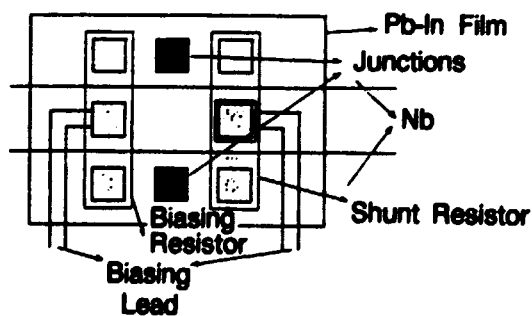 Pb-In Film
Junctions
Nb
Shunt Resistor
Biasing
Resistor
Biasing
Lead